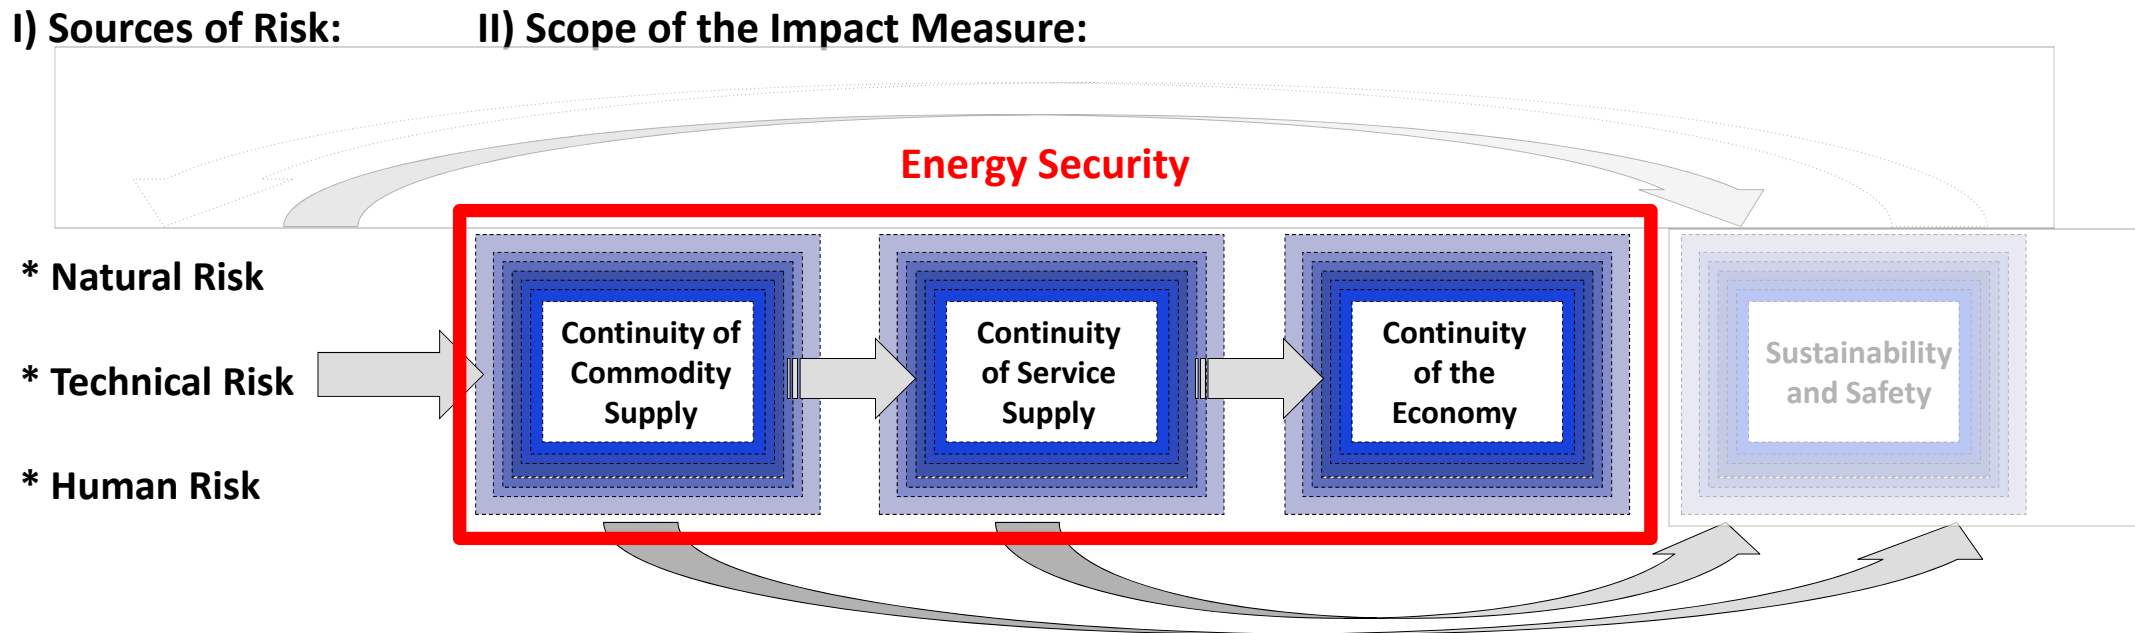 I) Sources of Risk:
II) Scope of the Impact Measure:
Energy Security
* Natural Risk
* Technical Risk
* Human Risk
Continuity of
Commodity
Supply
Continuity
of Service
Supply
Continuity
of the
Economy
Sustainability
and Safety